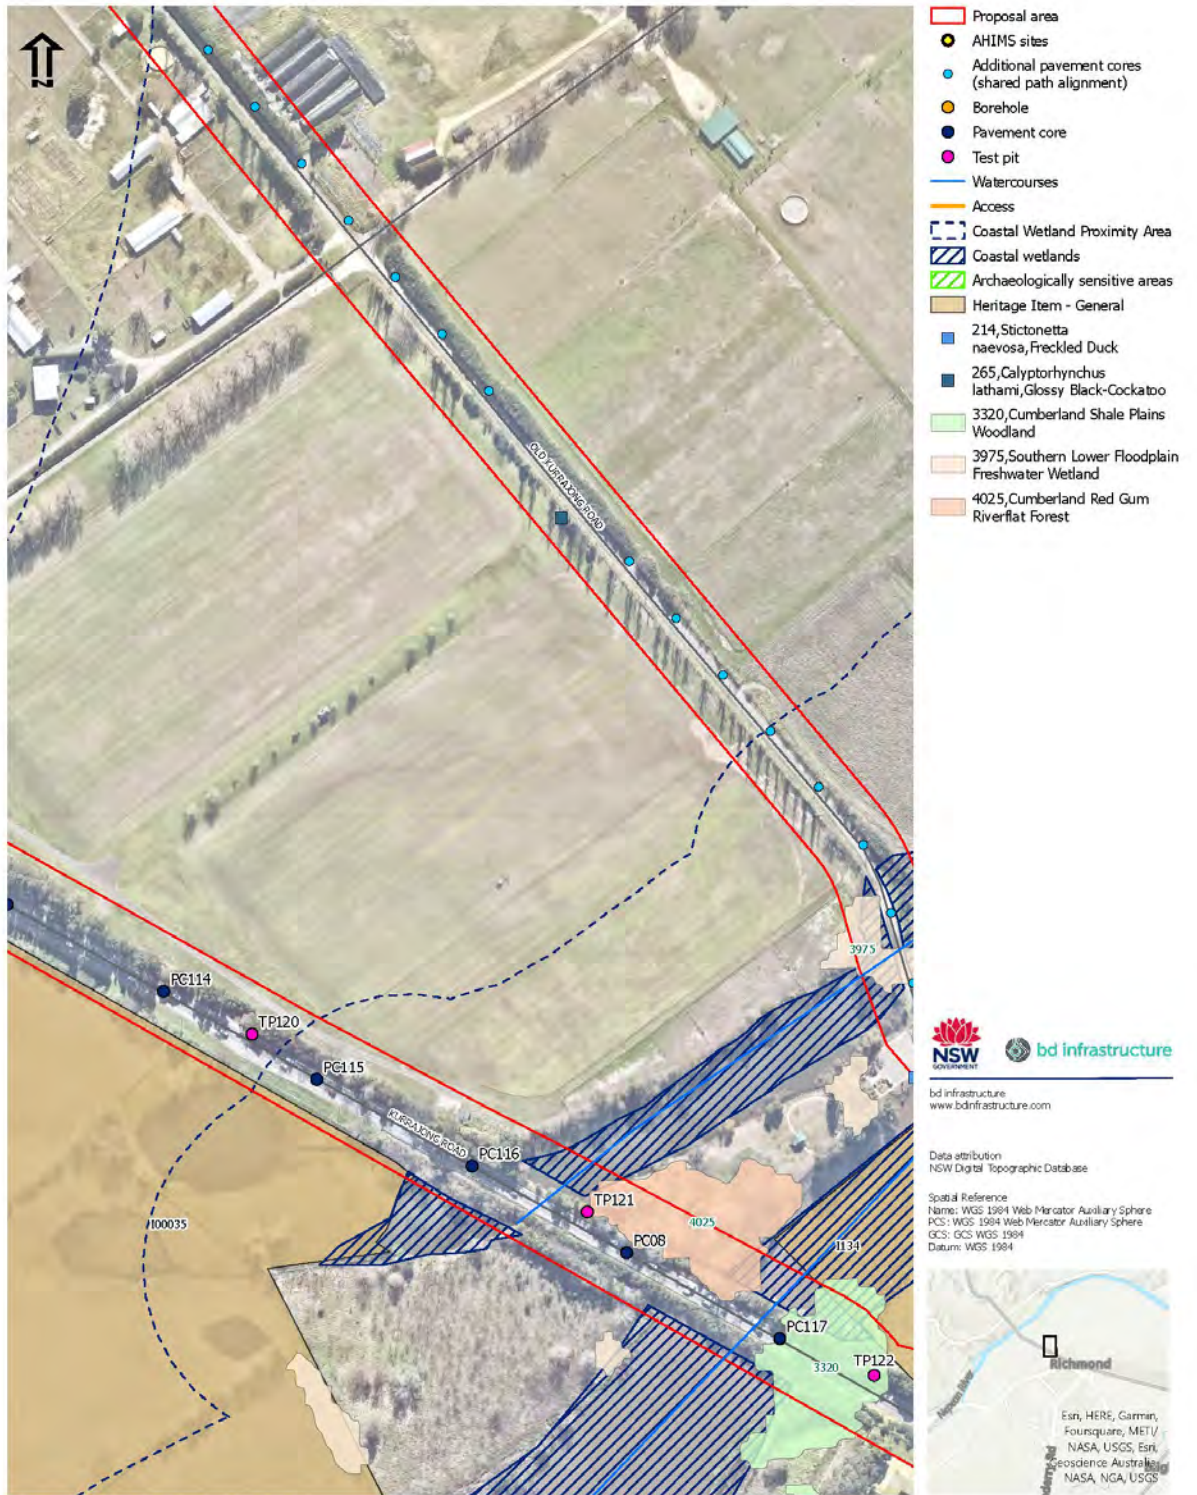 N
OLD KURRAJONG ROAD
3975
PC114
TP120
PC115
KURRAJONG ROAD
PC116
TP121
I00035
4025
PC08
I134
PC117
3320
TP122
Proposal area
AHIMS sites
Additional pavement cores
(shared path alignment)
Borehole
Pavement core
Test pit
Watercourses
Access
Coastal Wetland Proximity Area
Coastal wetlands
Archaeologically sensitive areas
Heritage Item - General
214,Stictonetta
naevosa,Freckled Duck
265,Calyptorhynchus
lathami,Glossy Black-Cockatoo
3320,Cumberland Shale Plains
Woodland
3975,Southern Lower Floodplain
Freshwater Wetland
4025,Cumberland Red Gum
Riverflat Forest
NSW
GOVERNMENT
bd infrastructure
bd infrastructure
www.bdinfrastructure.com
Data attribution
NSW Digital Topographic Database
Spatial Reference
Name: WGS 1984 Web Mercator Auxiliary Sphere
PCS: WGS 1984 Web Mercator Auxiliary Sphere
GCS: GCS WGS 1984
Datum: WGS 1984
Richmond
Nepean River
Esri, HERE, Garmin,
Foursquare, METI/
NASA, USGS, Esri,
eoscience Australia,
NASA, NGA, USGS